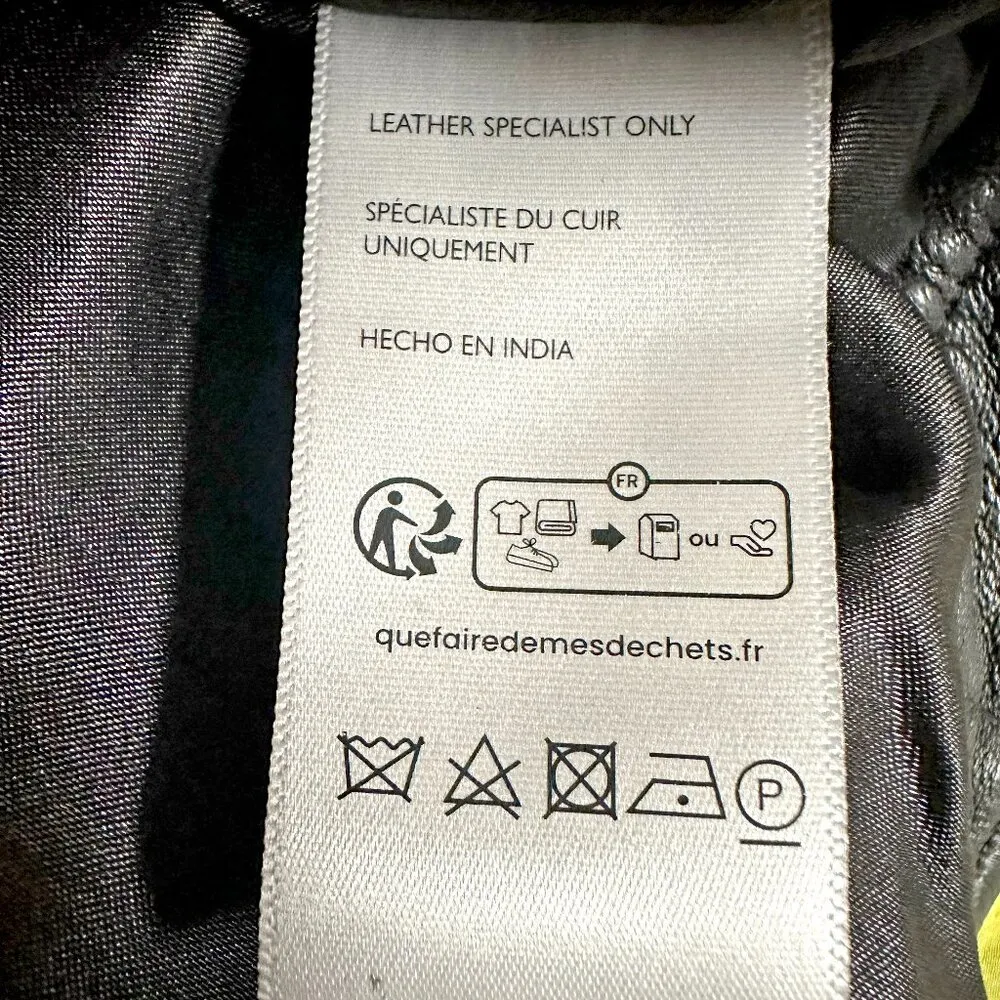 LEATHER SPECIALIST ONLY
SPÉCIALISTE DU CUIR
UNIQUEMENT
HECHO EN INDIA
FR
ou
quefairedemesdechets.fr
P